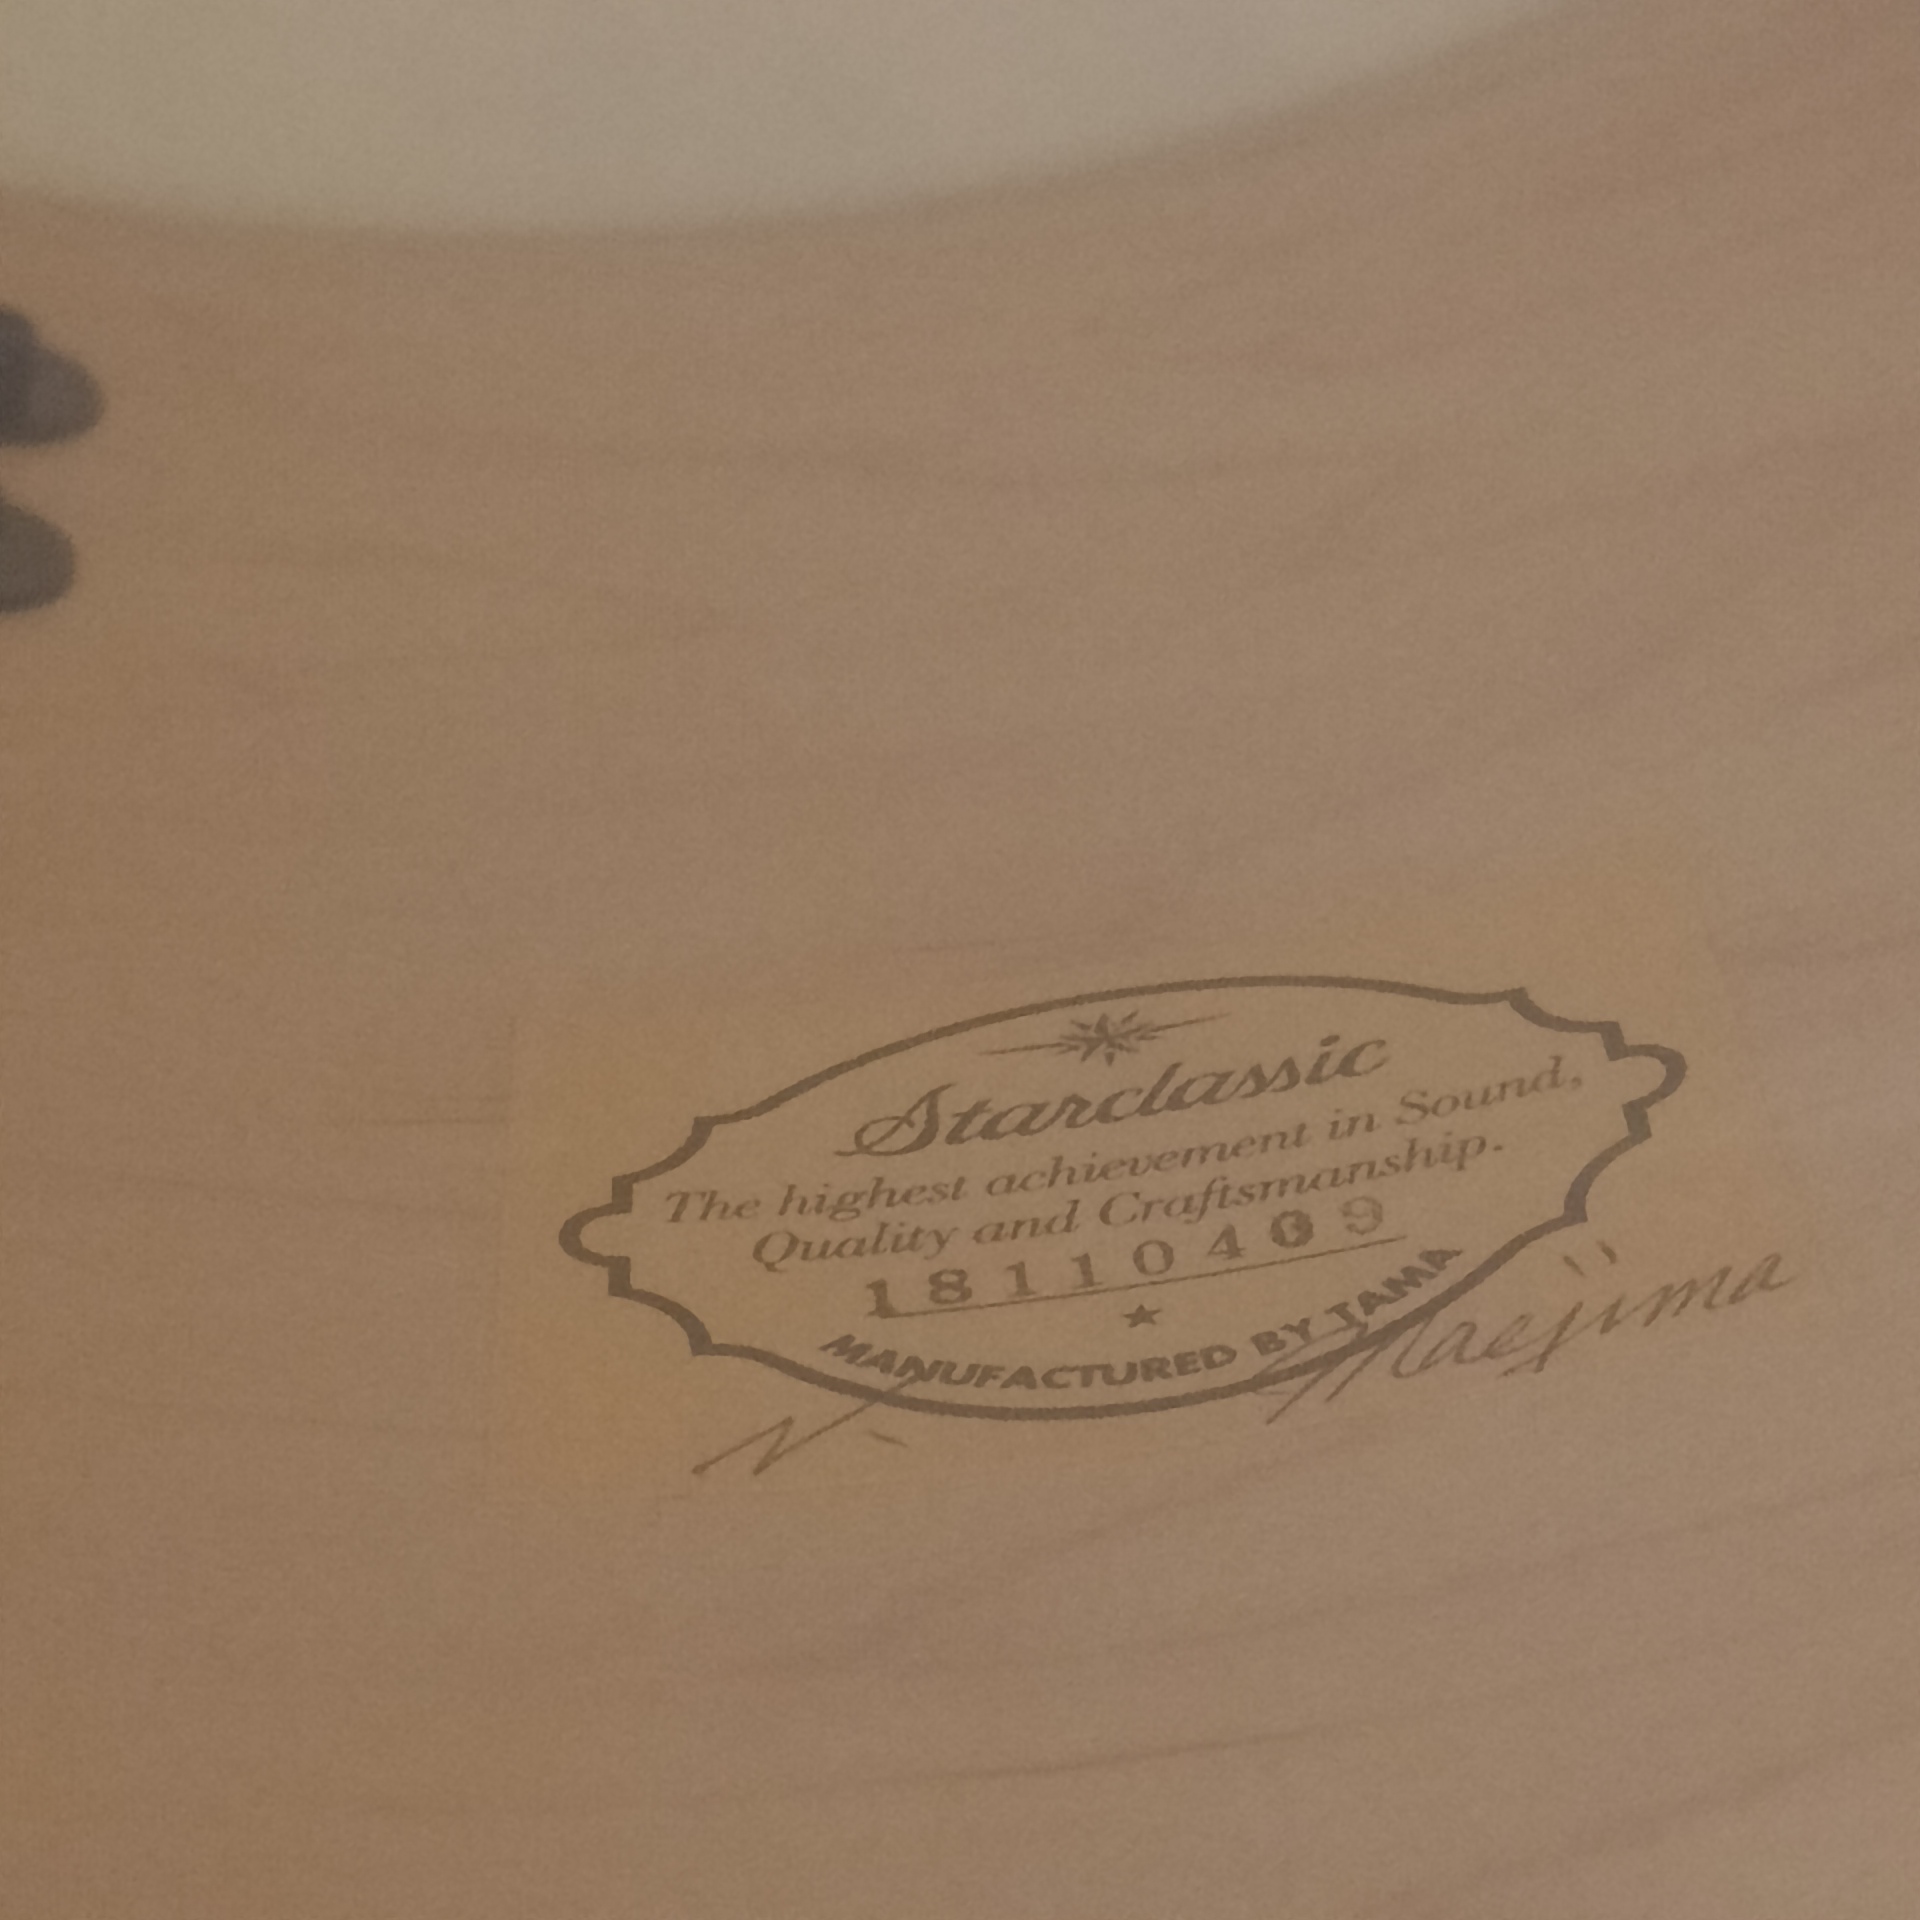 Starclassic
The highest achievement in Sound,
Quality and Craftsmanship.
18110409
MANUFACTURED BY TAMA
N. Maejima